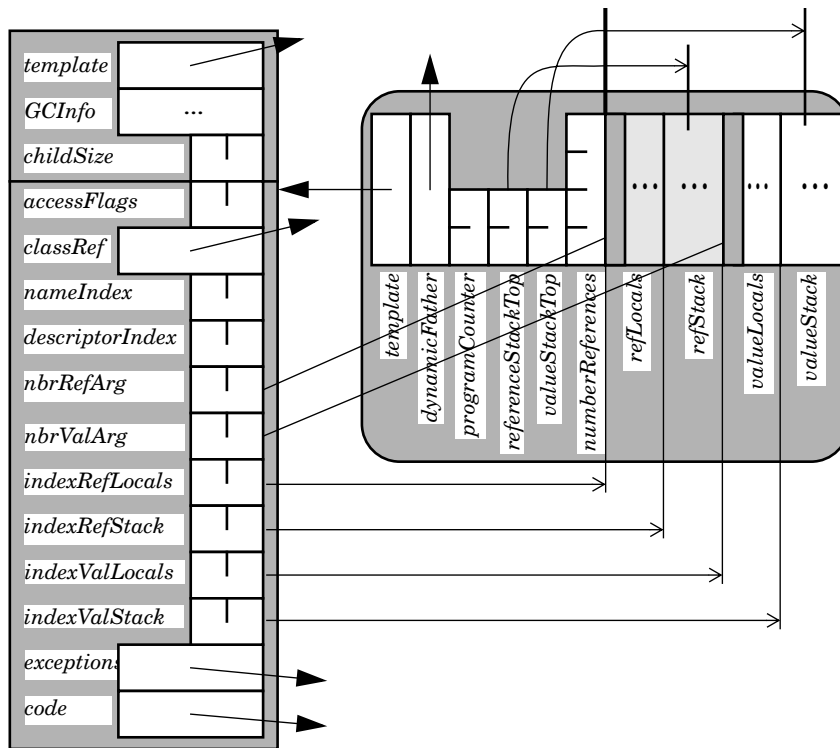 template
GCInfo
...
childSize
accessFlags
classRef
nameIndex
descriptorIndex
nbrRefArg
nbrValArg
indexRefLocals
indexRefStack
indexValLocals
indexValStack
exceptions
code
...
...
...
...
template
dynamicFather
programCounter
referenceStackTop
valueStackTop
numberReferences
refLocals
refStack
valueLocals
valueStack